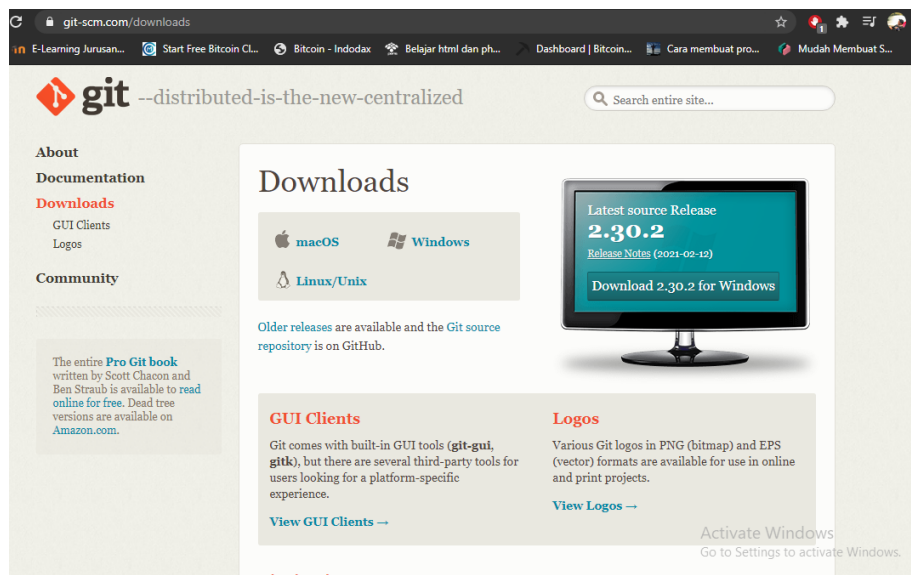 git-scm.com/downloads
1
in E-Learning Jurusan...
Start Free Bitcoin Cl...
Bitcoin - Indodax
Belajar html dan ph...
Dashboard | Bitcoin...
Cara membuat pro...
Mudah Membuat S...
git --distributed-is-the-new-centralized
Search entire site...
About
Documentation
Downloads
GUI Clients
Logos
Community
The entire Pro Git book
written by Scott Chacon and
Ben Straub is available to read
online for free. Dead tree
versions are available on
Amazon.com.
Downloads
macOS
Windows
Linux/Unix
Older releases are available and the Git source
repository is on GitHub.
Latest source Release
2.30.2
Release Notes (2021-02-12)
Download 2.30.2 for Windows
GUI Clients
Git comes with built-in GUI tools (git-gui,
gitk), but there are several third-party tools for
users looking for a platform-specific
experience.
View GUI Clients →
Logos
Various Git logos in PNG (bitmap) and EPS
(vector) formats are available for use in online
and print projects.
View Logos →
Activate Windows
Go to Settings to activate Windows.